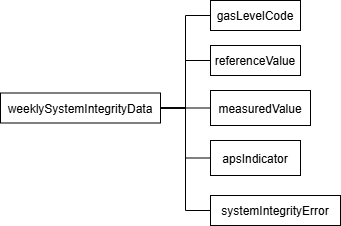 gasLevelCode
referenceValue
weeklySystemIntegrityData
measuredValue
apsIndicator
systemIntegrityError